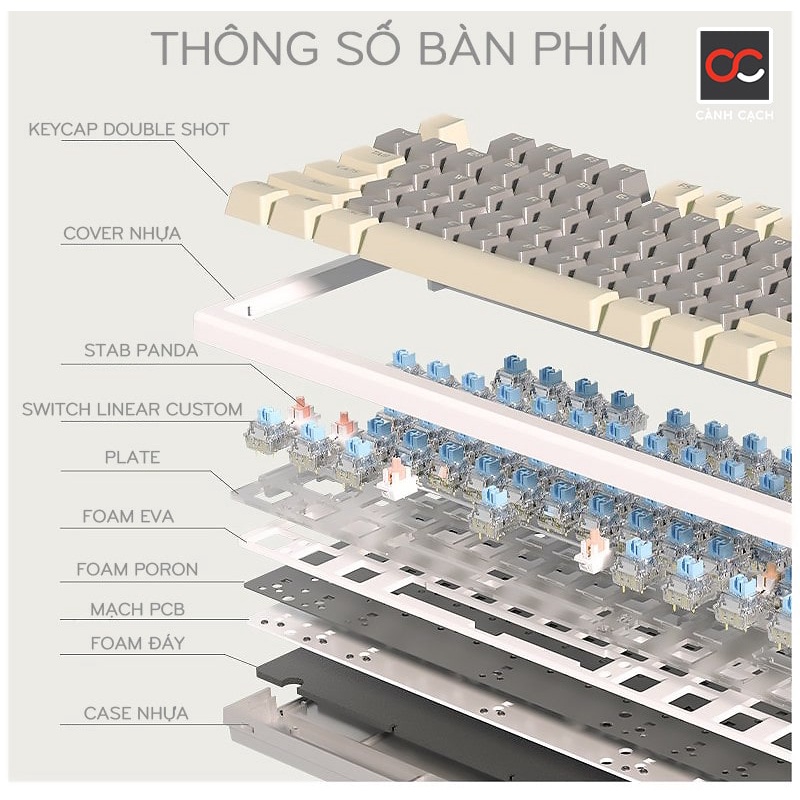 THÔNG SỐ BÀN PHÍM
CÀNH CẠCH
KEYCAP DOUBLE SHOT
COVER NHỰA
STAB PANDA
SWITCH LINEAR CUSTOM
PLATE
FOAM EVA
FOAM PORON
MẠCH PCB
FOAM ĐÁY
CASE NHỰA